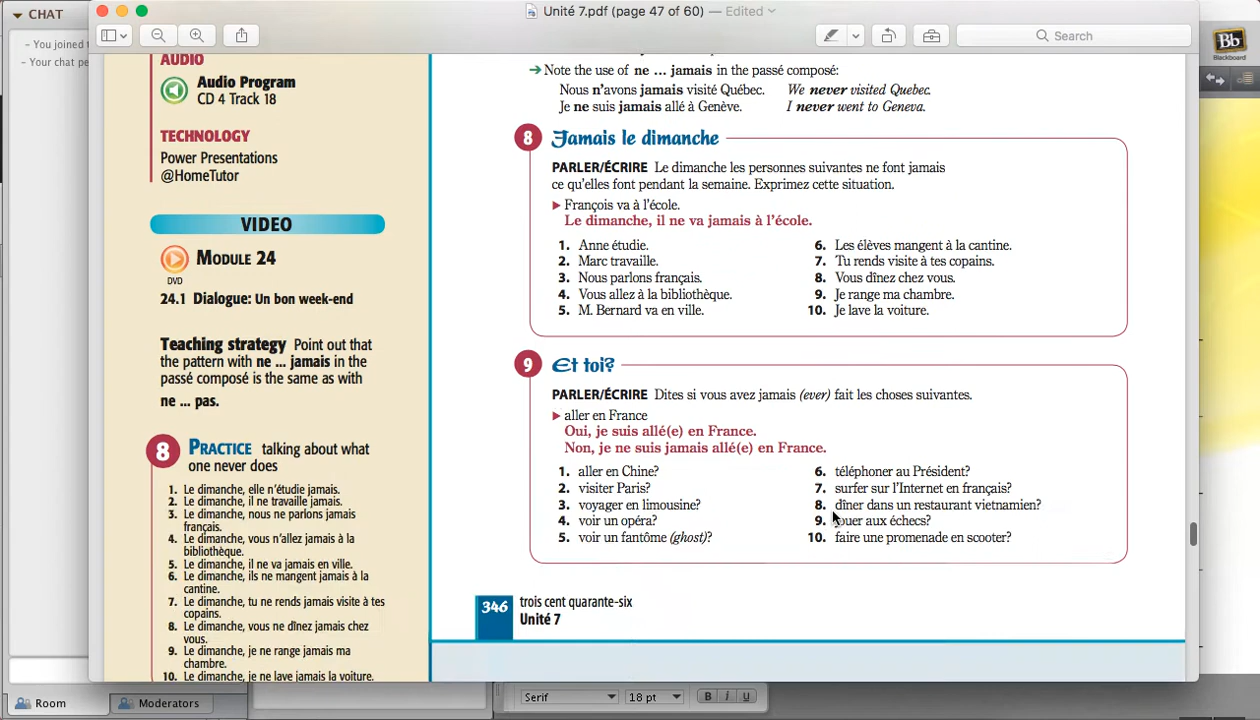 CHAT
Unité 7.pdf (page 47 of 60) — Edited
Search
Bb
Blackboard
- You joined
- Your chat pe
AUDIO
Audio Program
CD 4 Track 18
TECHNOLOGY
Power Presentations
@HomeTutor
VIDEO
DVD
MODULE 24
24.1 Dialogue: Un bon week-end
Teaching strategy Point out that
the pattern with ne ... jamais in the
passé composé is the same as with
ne ... pas.
8 PRACTICE talking about what
one never does
1. Le dimanche, elle n'étudie jamais.
2. Le dimanche, il ne travaille jamais.
3. Le dimanche, nous ne parlons jamais
français.
4. Le dimanche, vous n'allez jamais à la
bibliothèque.
5. Le dimanche, il ne va jamais en ville.
6. Le dimanche, ils ne mangent jamais à la
cantine.
7. Le dimanche, tu ne rends jamais visite à tes
copains.
8. Le dimanche, vous ne dînez jamais chez
vous.
9. Le dimanche, je ne range jamais ma
chambre.
10. Le dimanche, je ne lave jamais la voiture.
➔ Note the use of ne ... jamais in the passé composé:
Nous n'avons jamais visité Québec. We never visited Quebec.
Je ne suis jamais allé à Genève. I never went to Geneva.
8 Jamais le dimanche
PARLER/ÉCRIRE Le dimanche les personnes suivantes ne font jamais
ce qu'elles font pendant la semaine. Exprimez cette situation.
▶ François va à l'école.
Le dimanche, il ne va jamais à l'école.
1. Anne étudie.
2. Marc travaille.
3. Nous parlons français.
4. Vous allez à la bibliothèque.
5. M. Bernard va en ville.
6. Les élèves mangent à la cantine.
7. Tu rends visite à tes copains.
8. Vous dînez chez vous.
9. Je range ma chambre.
10. Je lave la voiture.
9 Et toi?
PARLER/ÉCRIRE Dites si vous avez jamais (ever) fait les choses suivantes.
▶ aller en France
Oui, je suis allé(e) en France.
Non, je ne suis jamais allé(e) en France.
1. aller en Chine?
2. visiter Paris?
3. voyager en limousine?
4. voir un opéra?
5. voir un fantôme (ghost)?
6. téléphoner au Président?
7. surfer sur l'Internet en français?
8. dîner dans un restaurant vietnamien?
9. jouer aux échecs?
10. faire une promenade en scooter?
346 trois cent quarante-six
Unité 7
Room
Moderators
Serif
18 pt
B i u